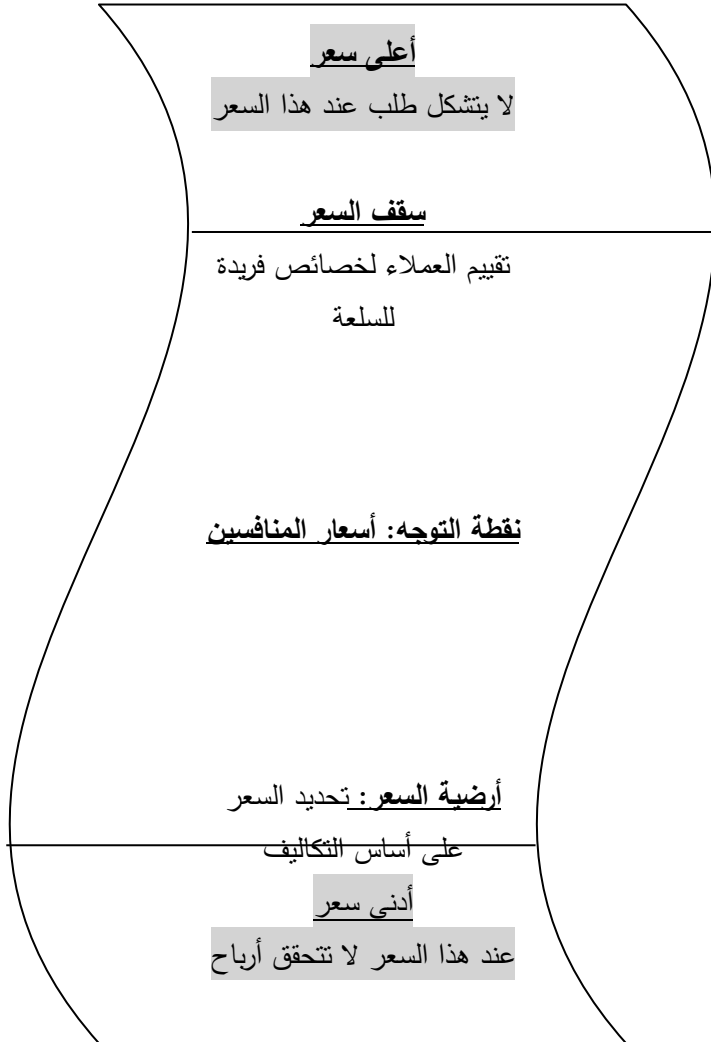 أعلى سعر
لا يتشكل طلب عند هذا السعر
سقف السعر
تقييم العملاء لخصائص فريدة
للسلعة
نقطة التوجه: أسعار المنافسين
أرضية السعر: تحديد السعر
على أساس التكاليف
أدنى سعر
عند هذا السعر لا تتحقق أرباح